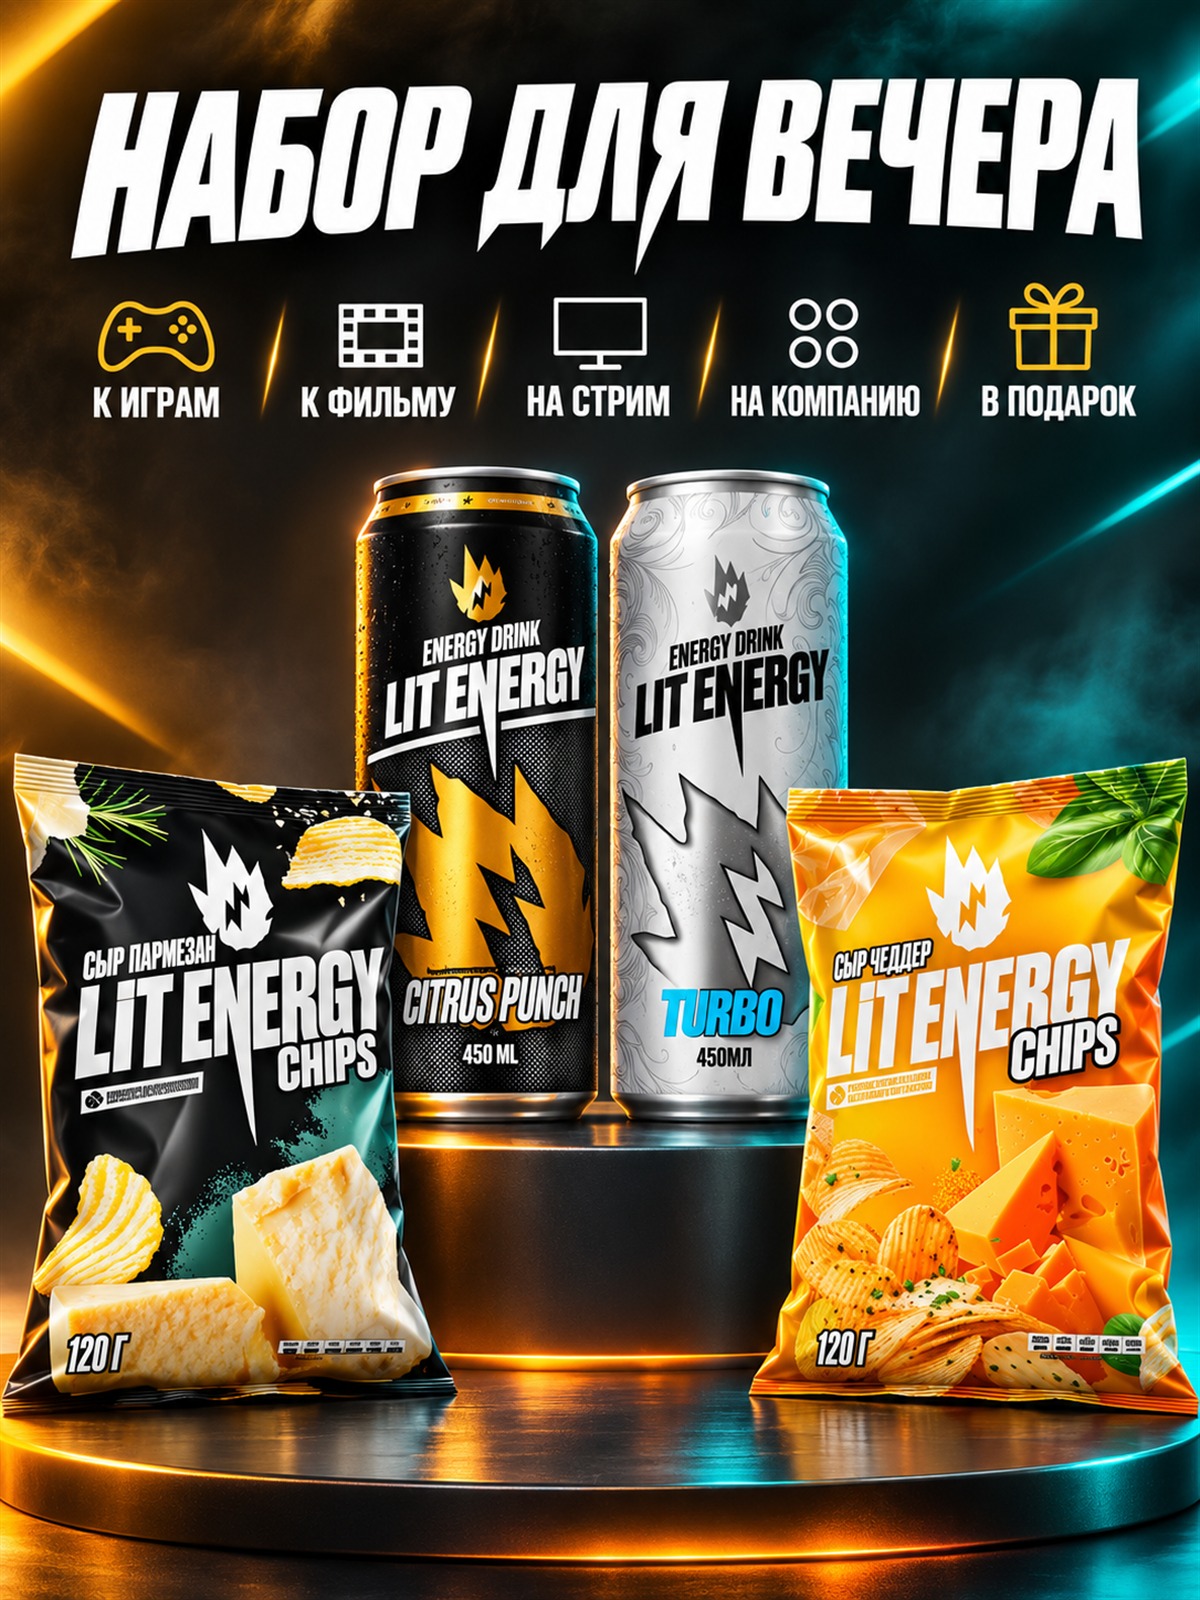 НАБОР ДЛЯ ВЕЧЕРА
К ИГРАМ
К ФИЛЬМУ
НА СТРИМ
НА КОМПАНИЮ
В ПОДАРОК
ENERGY DRINK
LIT ENERGY
CITRUS PUNCH
450 ML
ENERGY DRINK
LIT ENERGY
TURBO
450МЛ
СЫР ПАРМЕЗАН
LIT ENERGY
CHIPS
120 Г
СЫР ЧЕДДЕР
LIT ENERGY
CHIPS
120 Г